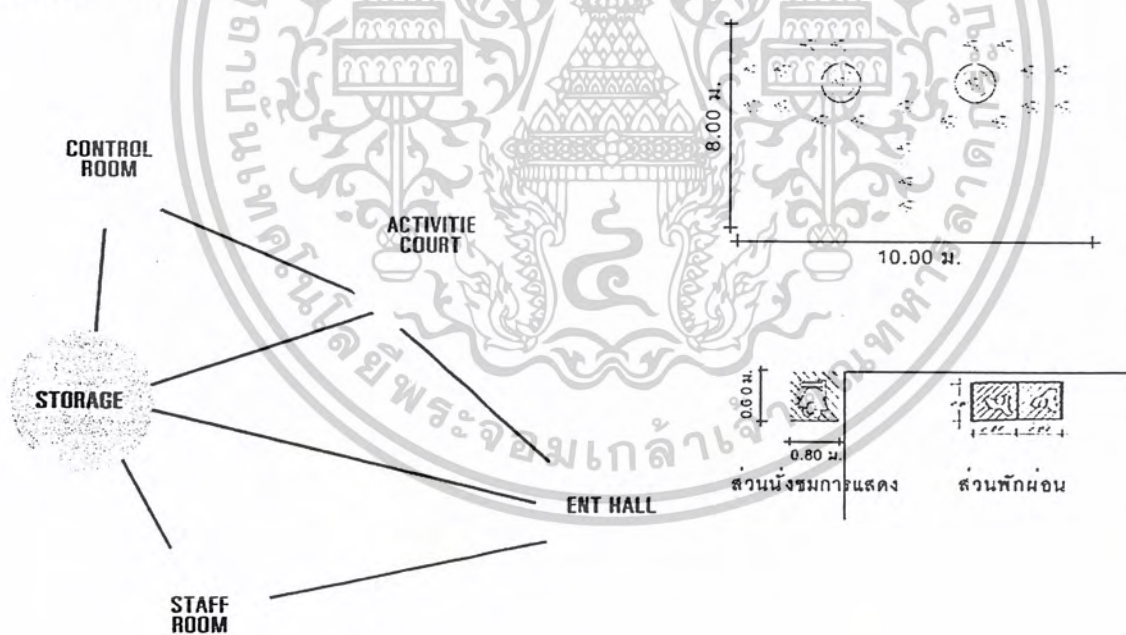 CONTROL
ROOM
ACTIVITIE
COURT
STORAGE
ENT HALL
STAFF
ROOM
8.00 ม.
10.00 ม.
0.60 ม.
0.80 ม.
ส่วนนั่งชมการแสดง
ส่วนพักผ่อน